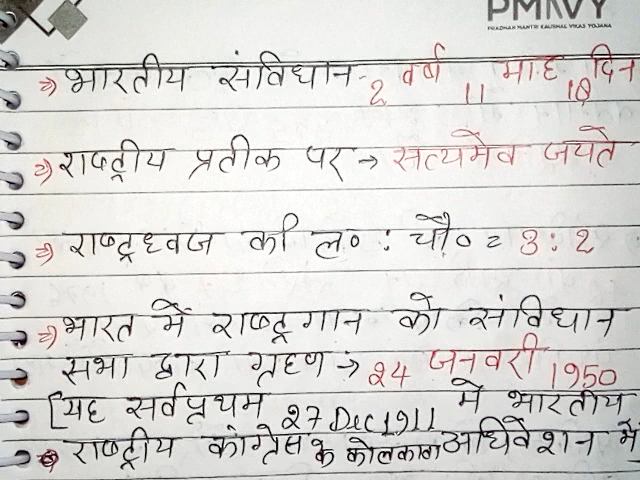 PMKVY
PRADHAN MANTRI KAUSHAL VIKAS YOJANA
⇒ भारतीय संविधान - 2 वर्ष 11 माह 18 दिन
⇒ राष्ट्रीय प्रतीक पर → सत्यमेव जयते
⇒ राष्ट्रध्वज की ल० : चौ० = 3 : 2
⇒ भारत में राष्ट्रगान को संविधान
सभा द्वारा ग्रहण → 24 जनवरी 1950
[यह सर्वप्रथम 27 Dec 1911 में भारतीय
राष्ट्रीय कांग्रेस के कोलकाता अधिवेशन में